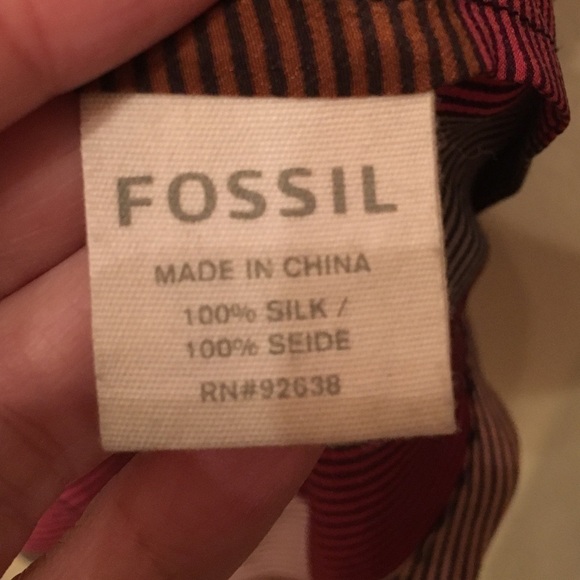 FOSSIL
MADE IN CHINA
100% SILK /
100% SEIDE
RN#92638